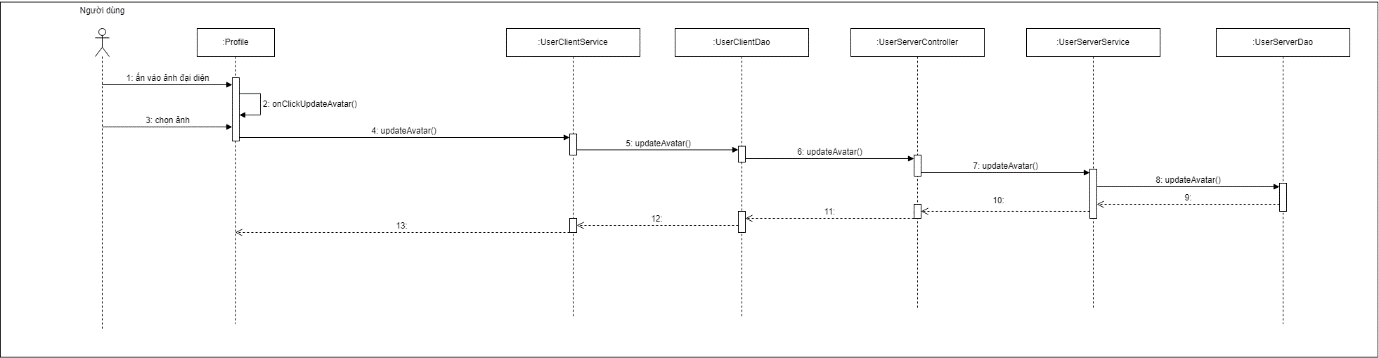 Người dùng
:Profile
:UserClientService
:UserClientDao
:UserServerController
:UserServerService
:UserServerDao
1: ấn vào ảnh đại diện
2: onClickUpdateAvatar()
3: chon ảnh
4: updateAvatar()
5: updateAvatar()
6: updateAvatar()
7: updateAvatar()
8: updateAvatar()
9:
10:
11:
12:
13: